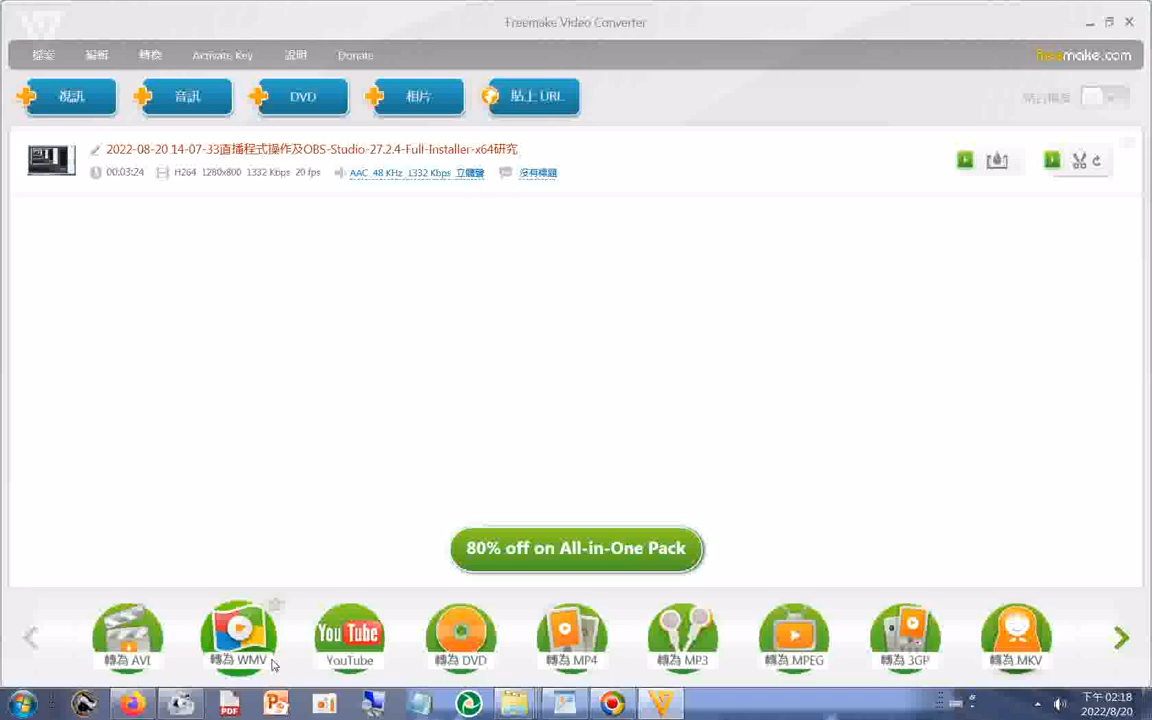 Freemake Video Converter
檔案 編輯 轉換 Activate Key 說明 Donate
freemake.com
視訊 音訊 DVD 相片 貼上 URL
2022-08-20 14-07-33直播程式操作及OBS-Studio-27.2.4-Full-Installer-x64研究
00:03:24 H264 1280x800 1332 Kbps 20 fps AAC 48 KHz 1332 Kbps 立體聲 沒有標題
80% off on All-in-One Pack
You Tube
轉為 AVI 轉為 WMV YouTube 轉為 DVD 轉為 MP4 轉為 MP3 轉為 MPEG 轉為 3GP 轉為 MKV
PDF
下午 02:18
2022/8/20